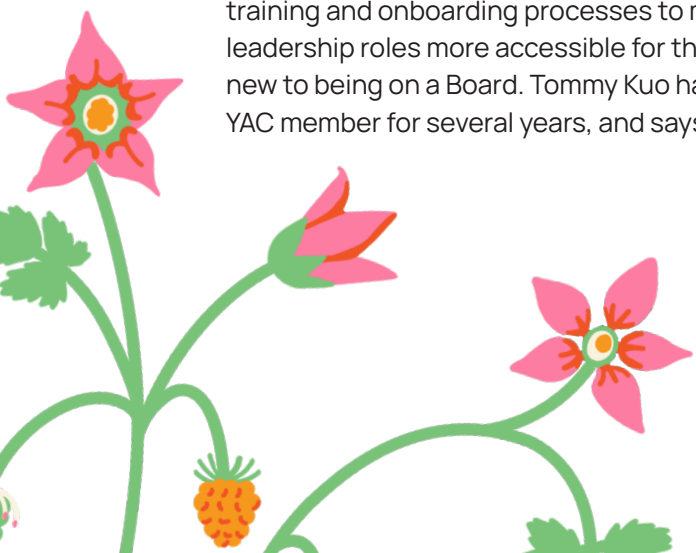 training and onboarding processes to
leadership roles more accessible for
new to being on a Board. Tommy Kuo
YAC member for several years, and says